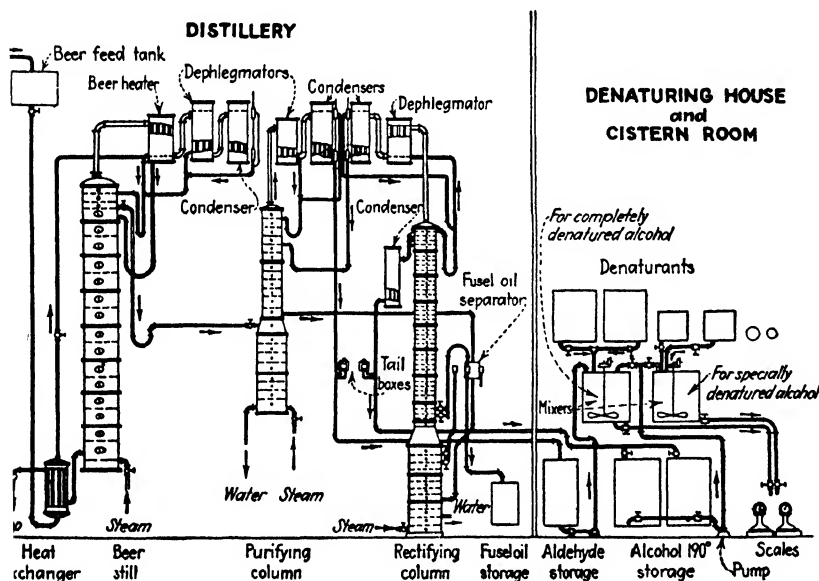 DISTILLERY
Beer feed tank
Beer heater
Dephlegmators
Condensers
Dephlegmator
DENATURING HOUSE
and
CISTERN ROOM
Condenser
Condenser
For completely
denatured alcohol
Denaturants
Fusel oil
separator
Tail
boxes
Mixers
For specially
denatured alcohol
Steam
Water
Steam
Steam
Water
Heat
xchanger
Beer
still
Purifying
column
Rectifying
column
Fuseloil
storage
Aldehyde
storage
Alcohol 190°
storage
Pump
Scales